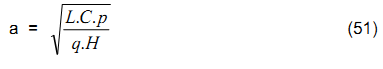 a = √(L.C.p / q.H) (51)